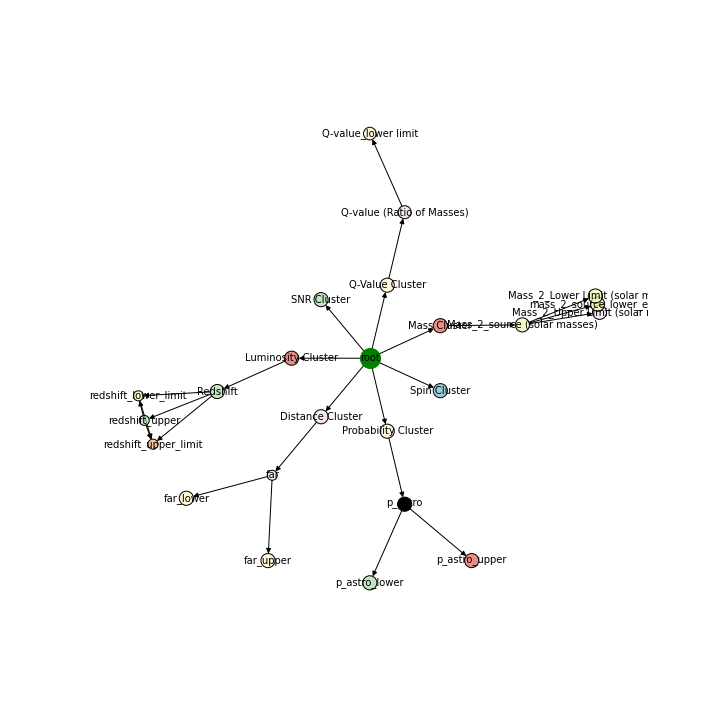 Q-value_lower limit
Q-value (Ratio of Masses)
Q-Value Cluster
SNR Cluster
Mass_2_Lower Limit (solar m
mass_2_source_lower_e
Mass_2_Upper Limit (solar
Mass Cluster
Mass_2_source (solar masses)
Luminosity Cluster
root
Redshift
Spin Cluster
redshift_lower_limit
redshift_upper
redshift_upper_limit
Distance Cluster
Probability Cluster
far
far_lower
p_astro
far_upper
p_astro_upper
p_astro_lower